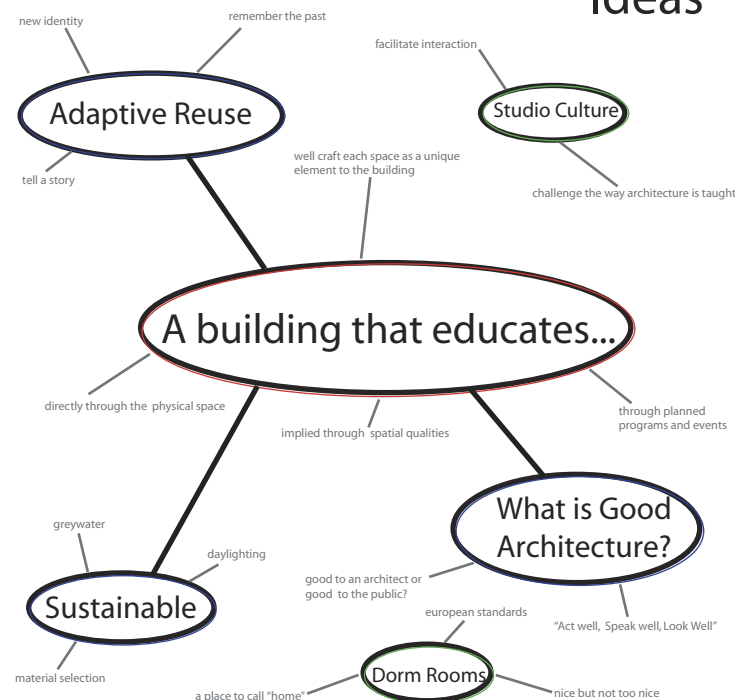 Ideas
new identity
remember the past
facilitate interaction
Adaptive Reuse
Studio Culture
tell a story
well craft each space as a unique
element to the building
challenge the way architecture is taught
A building that educates...
directly through the physical space
implied through spatial qualities
through planned
programs and events
What is Good
Architecture?
greywater
daylighting
good to an architect or
good to the public?
Sustainable
european standards
"Act well, Speak well, Look Well"
material selection
Dorm Rooms
a place to call "home"
nice but not too nice